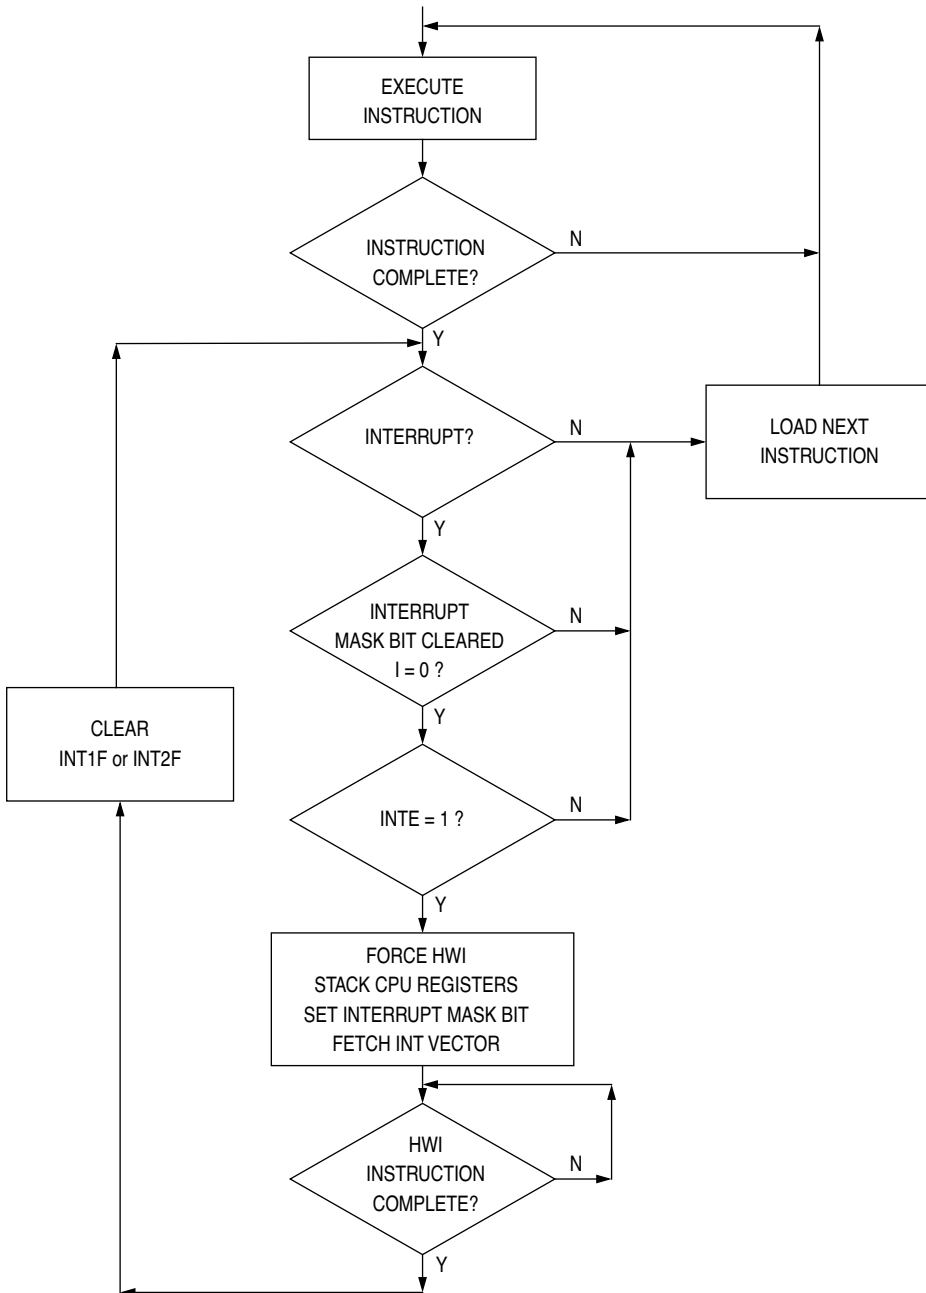 EXECUTE
INSTRUCTION
INSTRUCTION
COMPLETE?
N
Y
INTERRUPT?
N
LOAD NEXT
INSTRUCTION
Y
INTERRUPT
MASK BIT CLEARED
I = 0 ?
N
Y
CLEAR
INT1F or INT2F
INTE = 1 ?
N
Y
FORCE HWI
STACK CPU REGISTERS
SET INTERRUPT MASK BIT
FETCH INT VECTOR
HWI
INSTRUCTION
COMPLETE?
N
Y